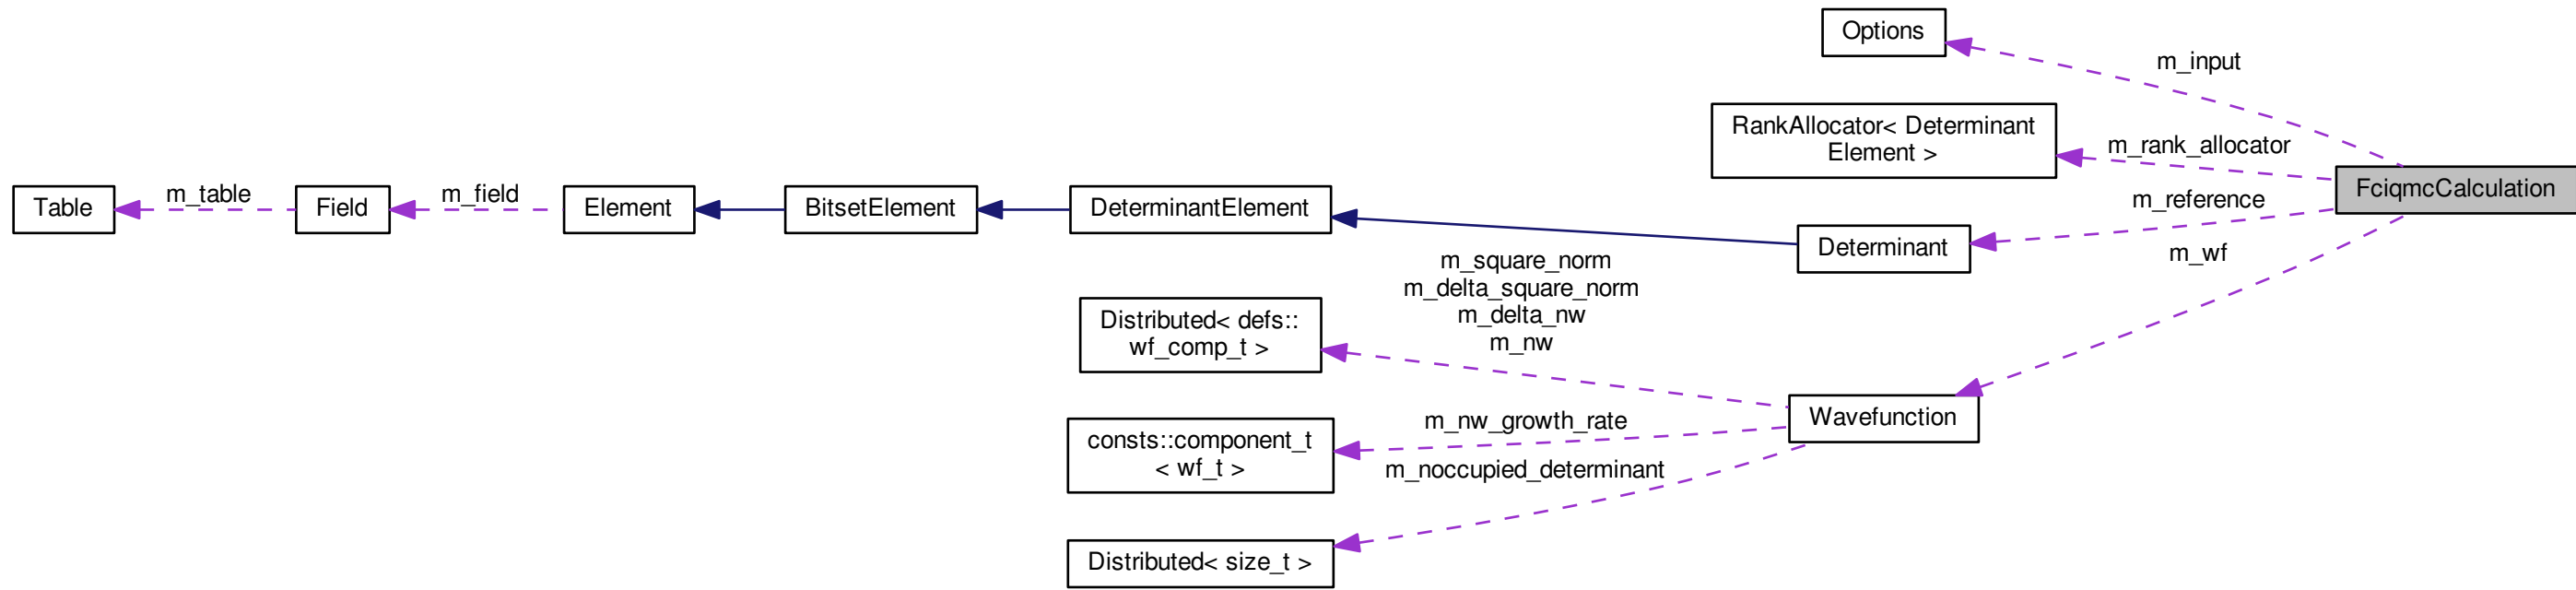 Options
m_input
RankAllocator< Determinant
Element >
m_rank_allocator
FciqmcCalculation
Table
m_table
Field
m_field
Element
BitsetElement
DeterminantElement
m_reference
Determinant
m_wf
m_square_norm
m_delta_square_norm
m_delta_nw
m_nw
Distributed< defs::
wf_comp_t >
Wavefunction
m_nw_growth_rate
consts::component_t
< wf_t >
m_noccupied_determinant
Distributed< size_t >